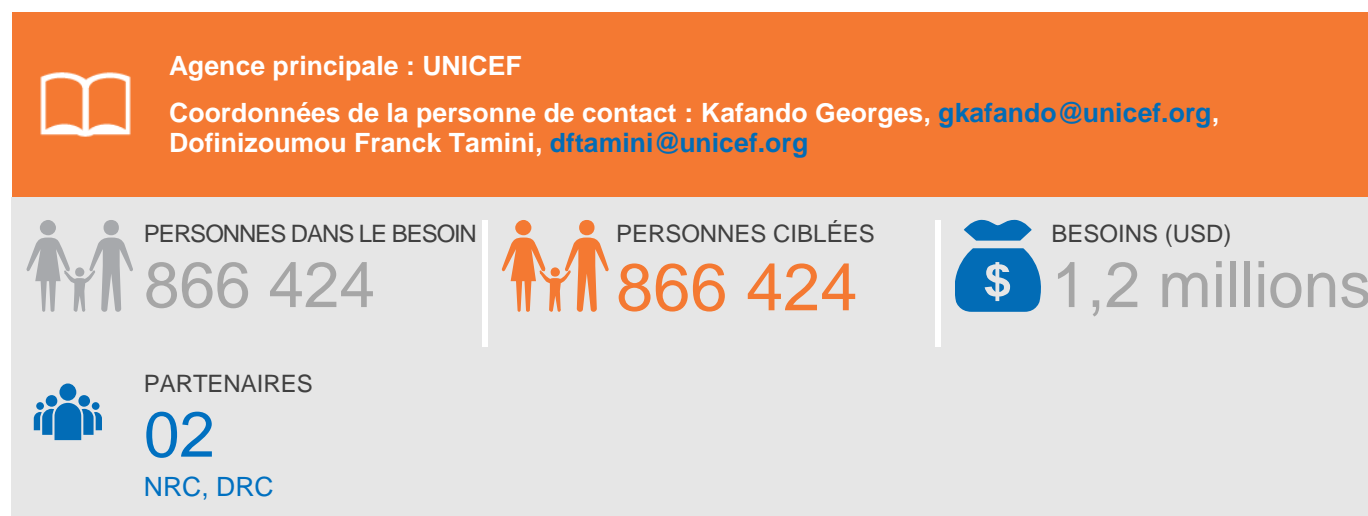 Agence principale : UNICEF
Coordonnées de la personne de contact : Kafando Georges, gkafando@unicef.org,
Dofinizoumou Franck Tamini, dftamini@unicef.org
PERSONNES DANS LE BESOIN
866 424
PERSONNES CIBLÉES
866 424
BESOINS (USD)
$
1,2 millions
PARTENAIRES
02
NRC, DRC